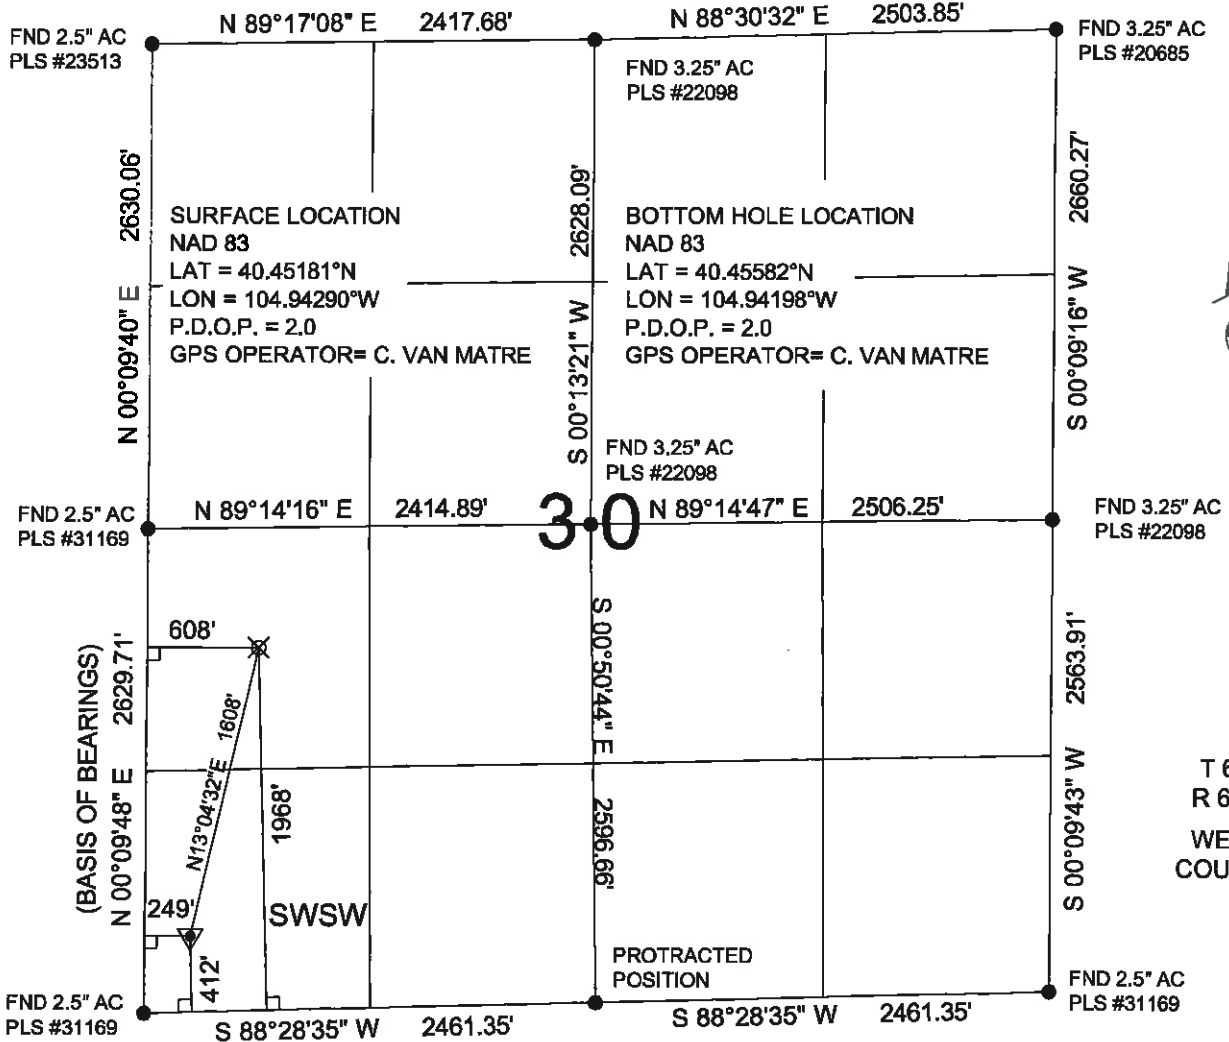 N 89°17'08" E 2417.68'
N 88°30'32" E 2503.85'
FND 2.5" AC
PLS #23513
FND 3.25" AC
PLS #22098
FND 3.25" AC
PLS #20685
N 00°09'40" E 2630.06'
SURFACE LOCATION
NAD 83
LAT = 40.45181°N
LON = 104.94290°W
P.D.O.P. = 2.0
GPS OPERATOR= C. VAN MATRE
S 00°13'21" W 2628.09'
BOTTOM HOLE LOCATION
NAD 83
LAT = 40.45582°N
LON = 104.94198°W
P.D.O.P. = 2.0
GPS OPERATOR= C. VAN MATRE
S 00°09'16" W 2660.27'
FND 3.25" AC
PLS #22098
FND 2.5" AC
PLS #31169
N 89°14'16" E 2414.89'
30
N 89°14'47" E 2506.25'
FND 3.25" AC
PLS #22098
(BASIS OF BEARINGS)
N 00°09'48" E 2629.71'
608'
N13°04'32"E 1608'
1968'
249'
412'
SWSW
S 00°50'44" E 2596.66'
S 00°09'43" W 2563.91'
T 6
R 6
WE
COU
PROTRACTED
POSITION
FND 2.5" AC
PLS #31169
S 88°28'35" W 2461.35'
S 88°28'35" W 2461.35'
FND 2.5" AC
PLS #31169